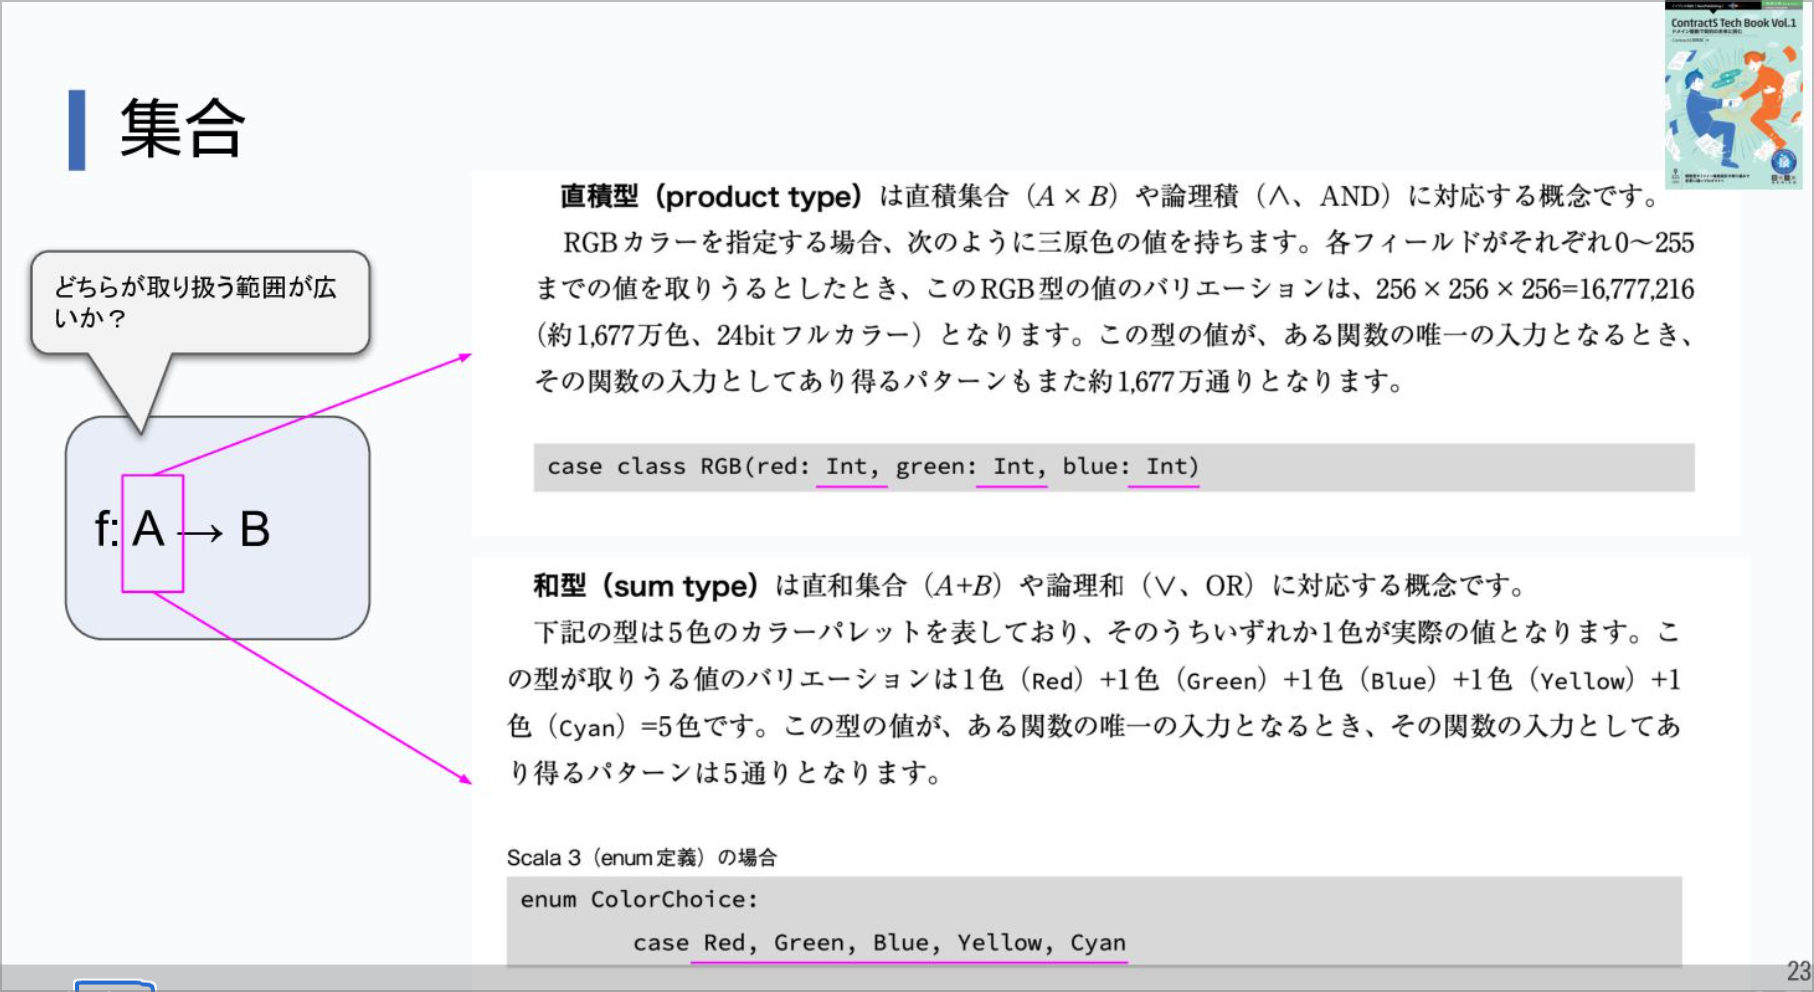 ContractS Tech Book Vol.1
集合
直積型（product type）は直積集合（A × B）や論理積（∧、AND）に対応する概念です。
RGBカラーを指定する場合、次のように三原色の値を持ちます。各フィールドがそれぞれ0〜255
までの値を取りうるとしたとき、このRGB型の値のバリエーションは、256 × 256 × 256=16,777,216
（約1,677万色、24bitフルカラー）となります。この型の値が、ある関数の唯一の入力となるとき、
その関数の入力としてあり得るパターンもまた約1,677万通りとなります。
case class RGB(red: Int, green: Int, blue: Int)
どちらが取り扱う範囲が広
いか？
f: A → B
和型（sum type）は直和集合（A+B）や論理和（∨、OR）に対応する概念です。
下記の型は5色のカラーパレットを表しており、そのうちいずれか1色が実際の値となります。こ
の型が取りうる値のバリエーションは1色（Red）+1色（Green）+1色（Blue）+1色（Yellow）+1
色（Cyan）=5色です。この型の値が、ある関数の唯一の入力となるとき、その関数の入力としてあ
り得るパターンは5通りとなります。
Scala 3（enum定義）の場合
enum ColorChoice:
case Red, Green, Blue, Yellow, Cyan
23